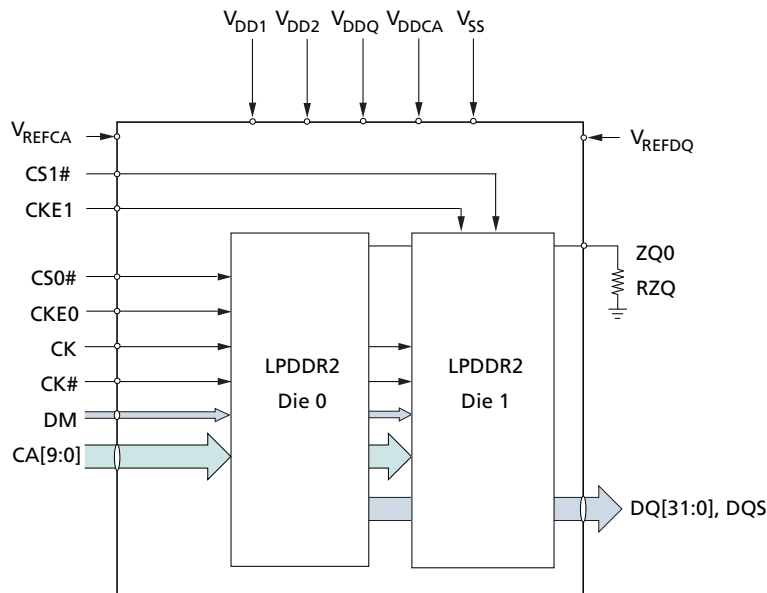 VDD1 VDD2 VDDQ VDDCA VSS
VREFCA
VREFDQ
CS1#
CKE1
ZQ0
RZQ
CS0#
CKE0
CK
CK#
DM
CA[9:0]
LPDDR2
Die 0
LPDDR2
Die 1
DQ[31:0], DQS